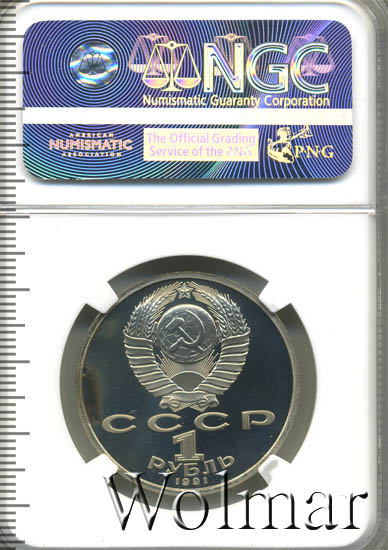 NGC
Numismatic Guaranty Corporation
AMERICAN
NUMISMATIC
ASSOCIATION
The Official Grading
Service of the PNG
PNG
СССР
1
РУБЛЬ
1991
Wolmar